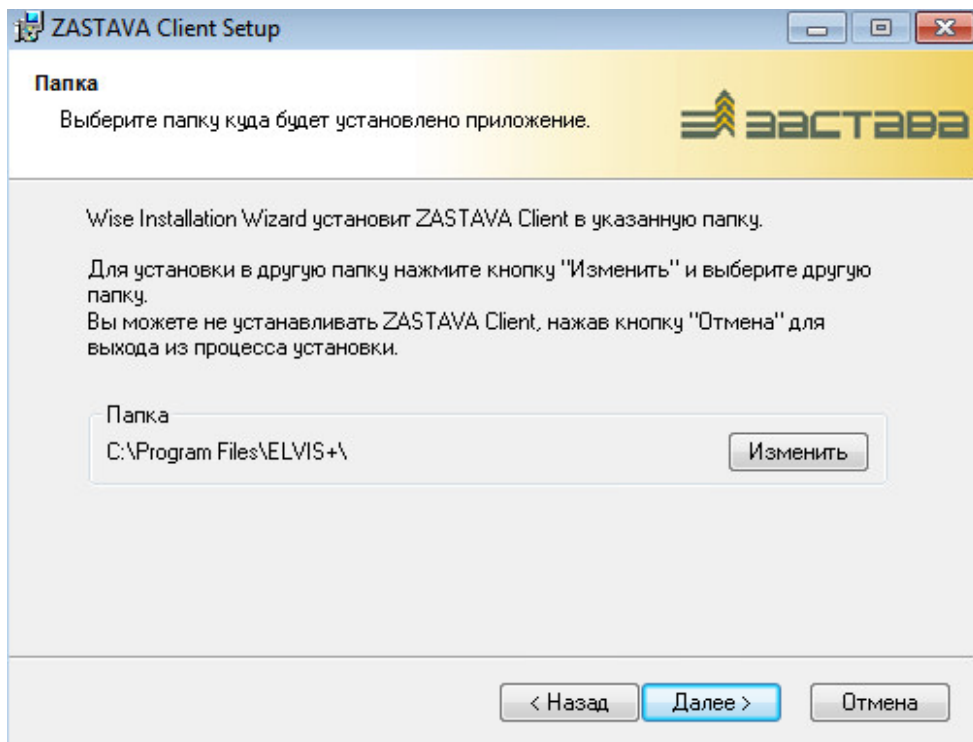 ZASTAVA Client Setup
Папка
Выберите папку куда будет установлено приложение.
застава
Wise Installation Wizard установит ZASTAVA Client в указанную папку.
Для установки в другую папку нажмите кнопку "Изменить" и выберите другую
папку.
Вы можете не устанавливать ZASTAVA Client, нажав кнопку "Отмена" для
выхода из процесса установки.
Папка
C:\Program Files\ELVIS+\
Изменить
< Назад
Далее >
Отмена